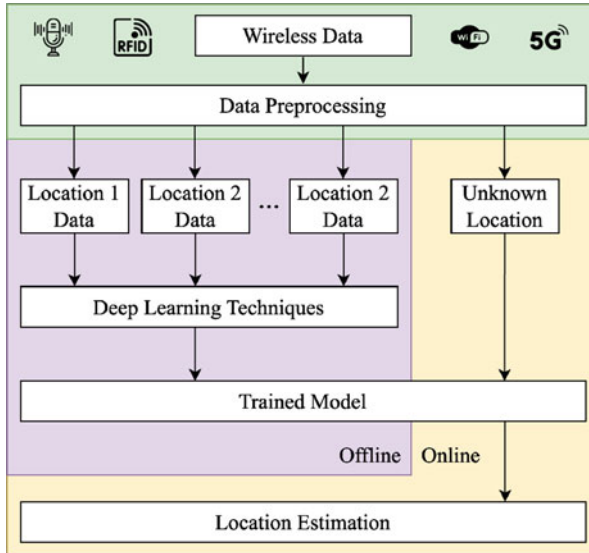 RFID
Wireless Data
WiFi
5G
Data Preprocessing
Location 1
Data
Location 2
Data
...
Location 2
Data
Unknown
Location
Deep Learning Techniques
Trained Model
Offline
Online
Location Estimation